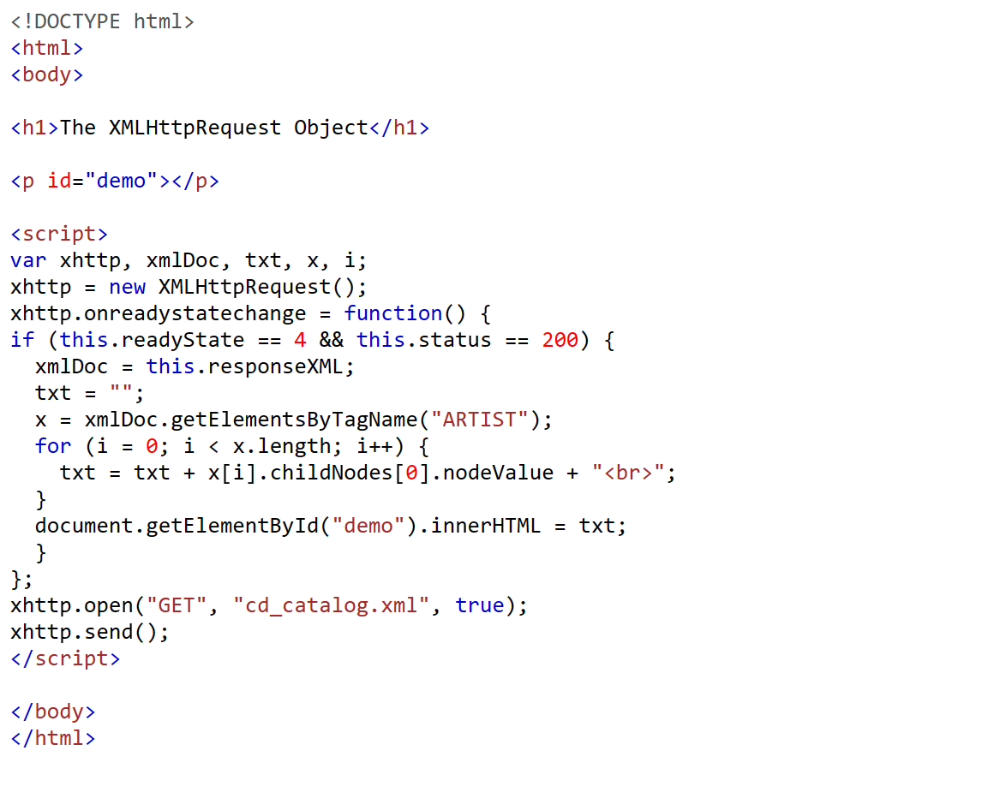 <!DOCTYPE html>
<html>
<body>

<h1>The XMLHttpRequest Object</h1>

<p id="demo"></p>

<script>
var xhttp, xmlDoc, txt, x, i;
xhttp = new XMLHttpRequest();
xhttp.onreadystatechange = function() {
if (this.readyState == 4 && this.status == 200) {
  xmlDoc = this.responseXML;
  txt = "";
  x = xmlDoc.getElementsByTagName("ARTIST");
  for (i = 0; i < x.length; i++) {
    txt = txt + x[i].childNodes[0].nodeValue + "<br>";
  }
  document.getElementById("demo").innerHTML = txt;
  }
};
xhttp.open("GET", "cd_catalog.xml", true);
xhttp.send();
</script>

</body>
</html>